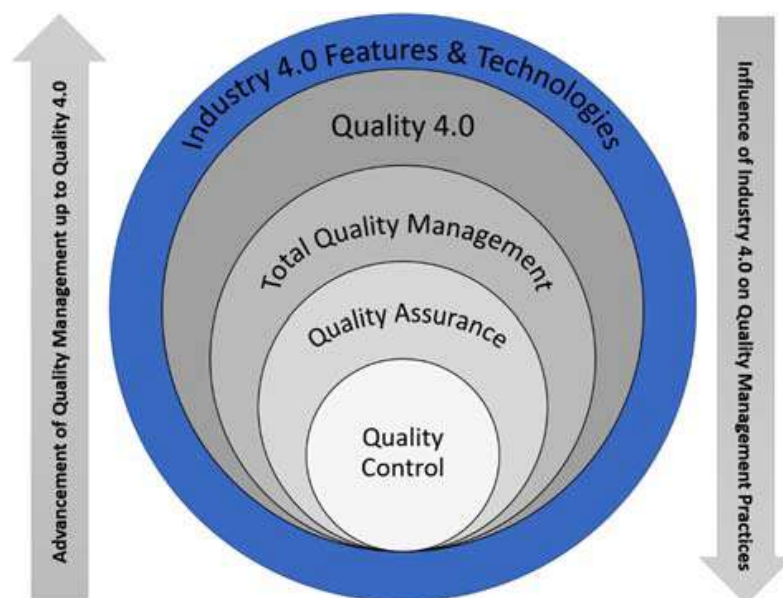 Advancement of Quality Management up to Quality 4.0
Industry 4.0 Features & Technologies
Quality 4.0
Total Quality Management
Quality Assurance
Quality
Control
Influence of Industry 4.0 on Quality Management Practices